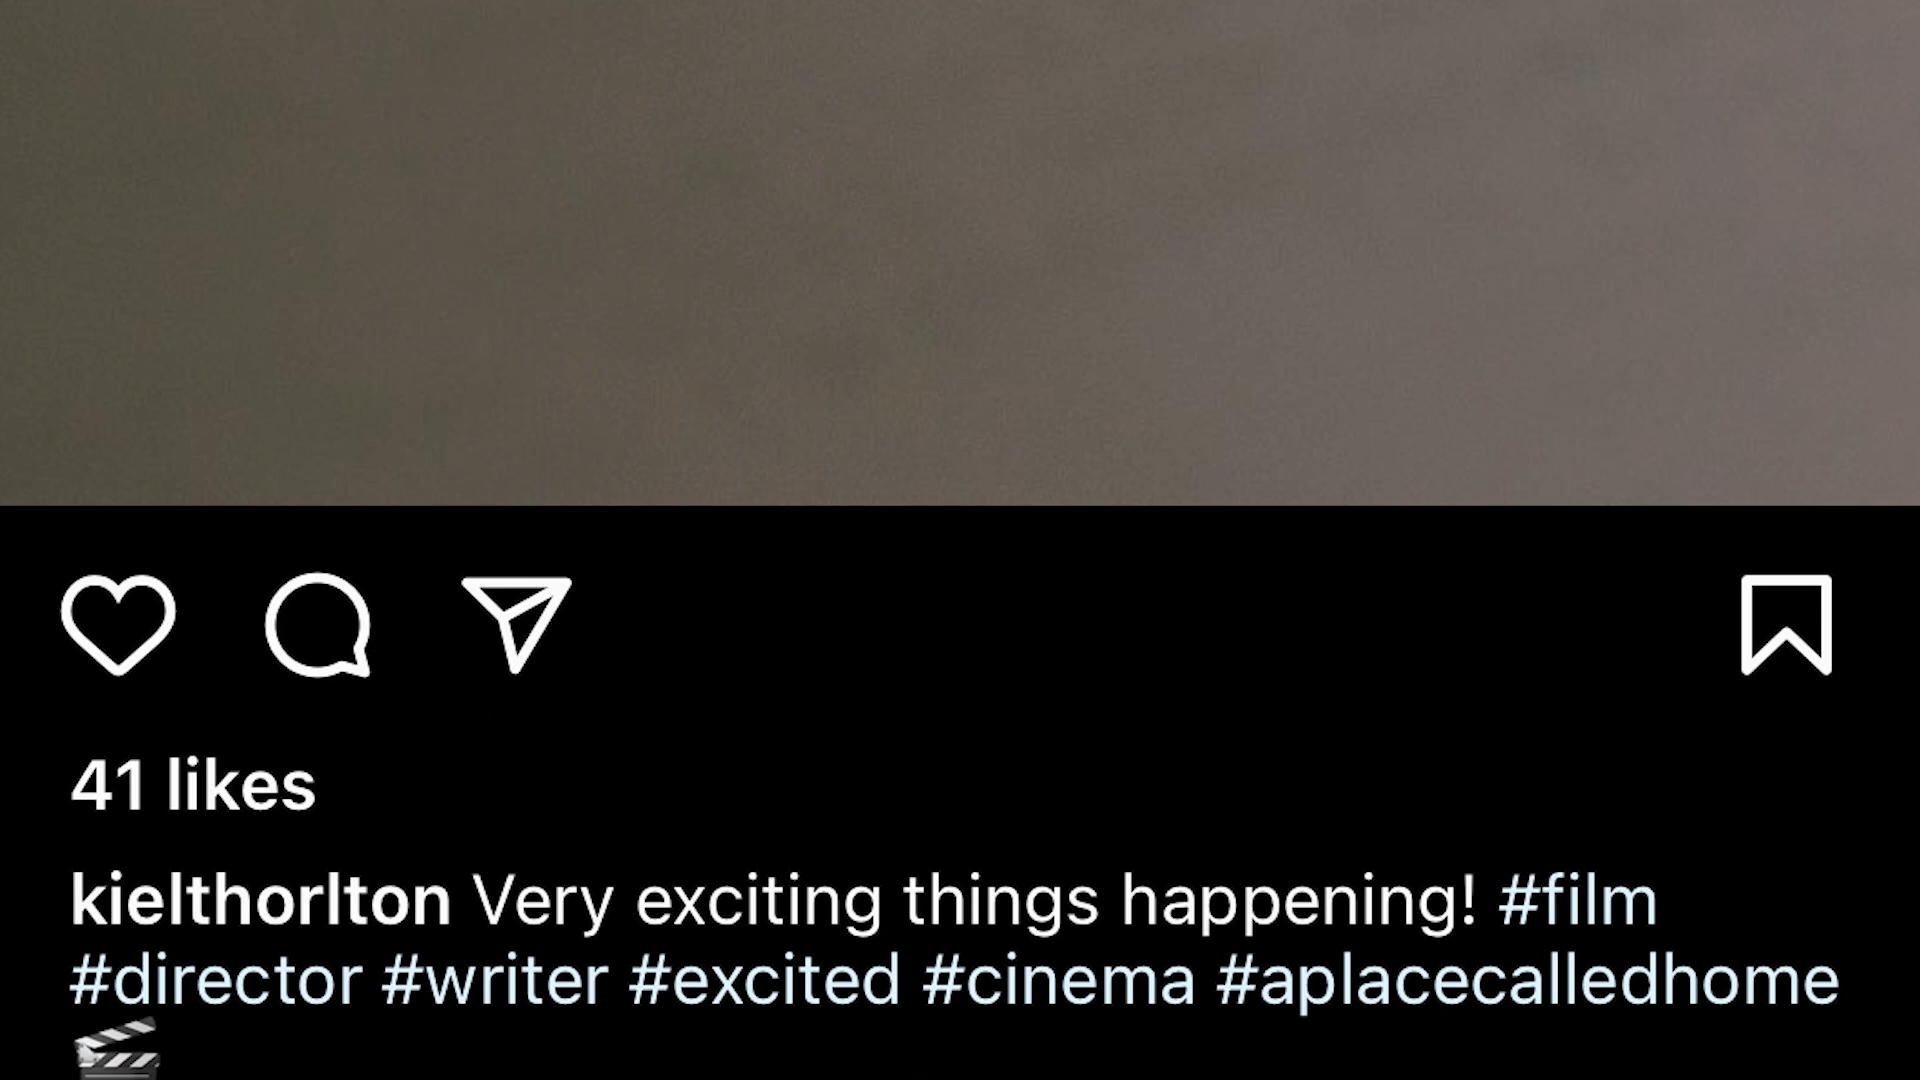 41 likes
kielthorlton Very exciting things happening! #film
#director #writer #excited #cinema #aplacecalledhome
🎬